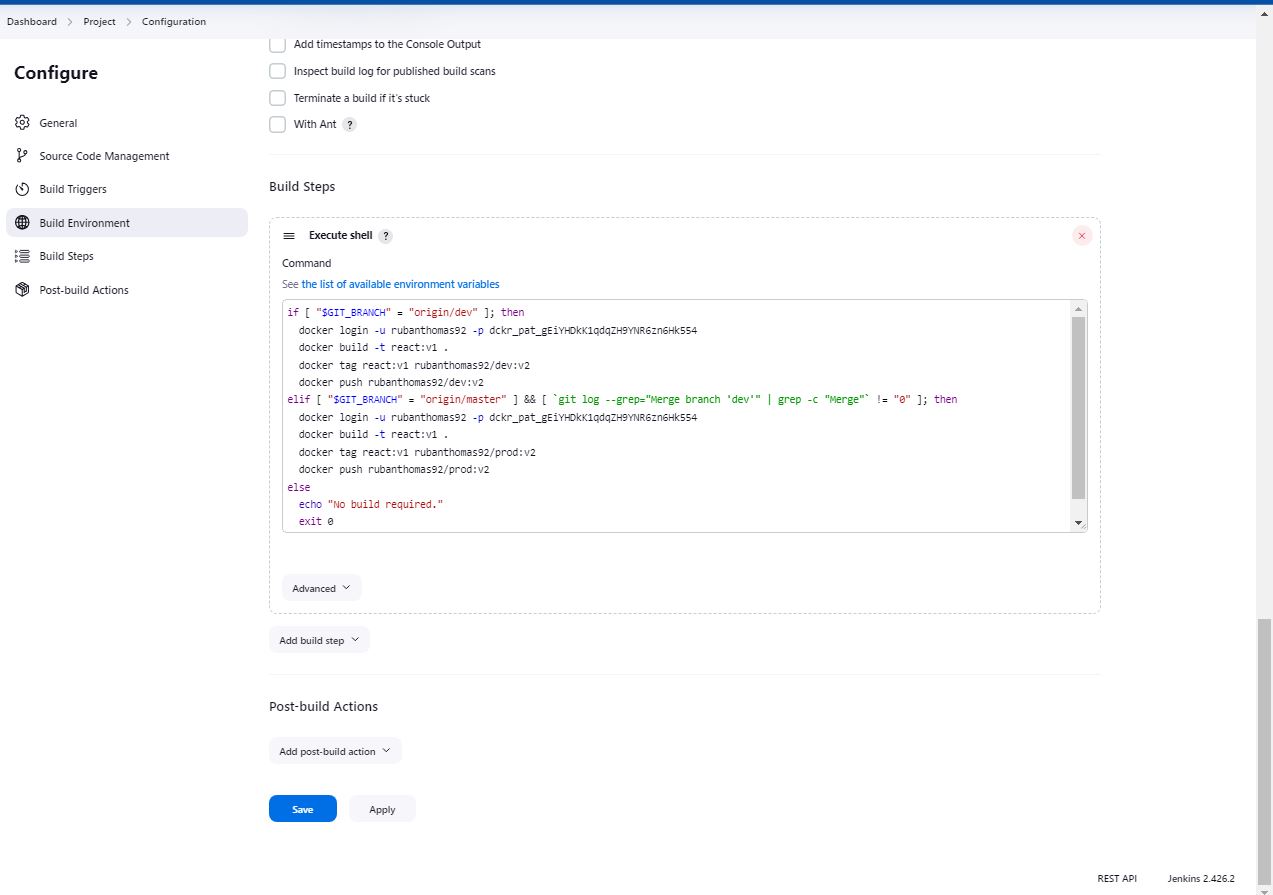 Dashboard > Project > Configuration
Configure
General
Source Code Management
Build Triggers
Build Environment
Build Steps
Post-build Actions
Add timestamps to the Console Output
Inspect build log for published build scans
Terminate a build if it's stuck
With Ant ?
Build Steps
Execute shell ?
Command
See the list of available environment variables
if [ "$GIT_BRANCH" = "origin/dev" ]; then
  docker login -u rubanthomas92 -p dckr_pat_gEiYHDkK1qdqZH9YNR6zn6Hk554
  docker build -t react:v1 .
  docker tag react:v1 rubanthomas92/dev:v2
  docker push rubanthomas92/dev:v2
elif [ "$GIT_BRANCH" = "origin/master" ] && [ `git log --grep="Merge branch 'dev'" | grep -c "Merge"` != "0" ]; then
  docker login -u rubanthomas92 -p dckr_pat_gEiYHDkK1qdqZH9YNR6zn6Hk554
  docker build -t react:v1 .
  docker tag react:v1 rubanthomas92/prod:v2
  docker push rubanthomas92/prod:v2
else
  echo "No build required."
  exit 0
Advanced
Add build step
Post-build Actions
Add post-build action
Save
Apply
REST API
Jenkins 2.426.2